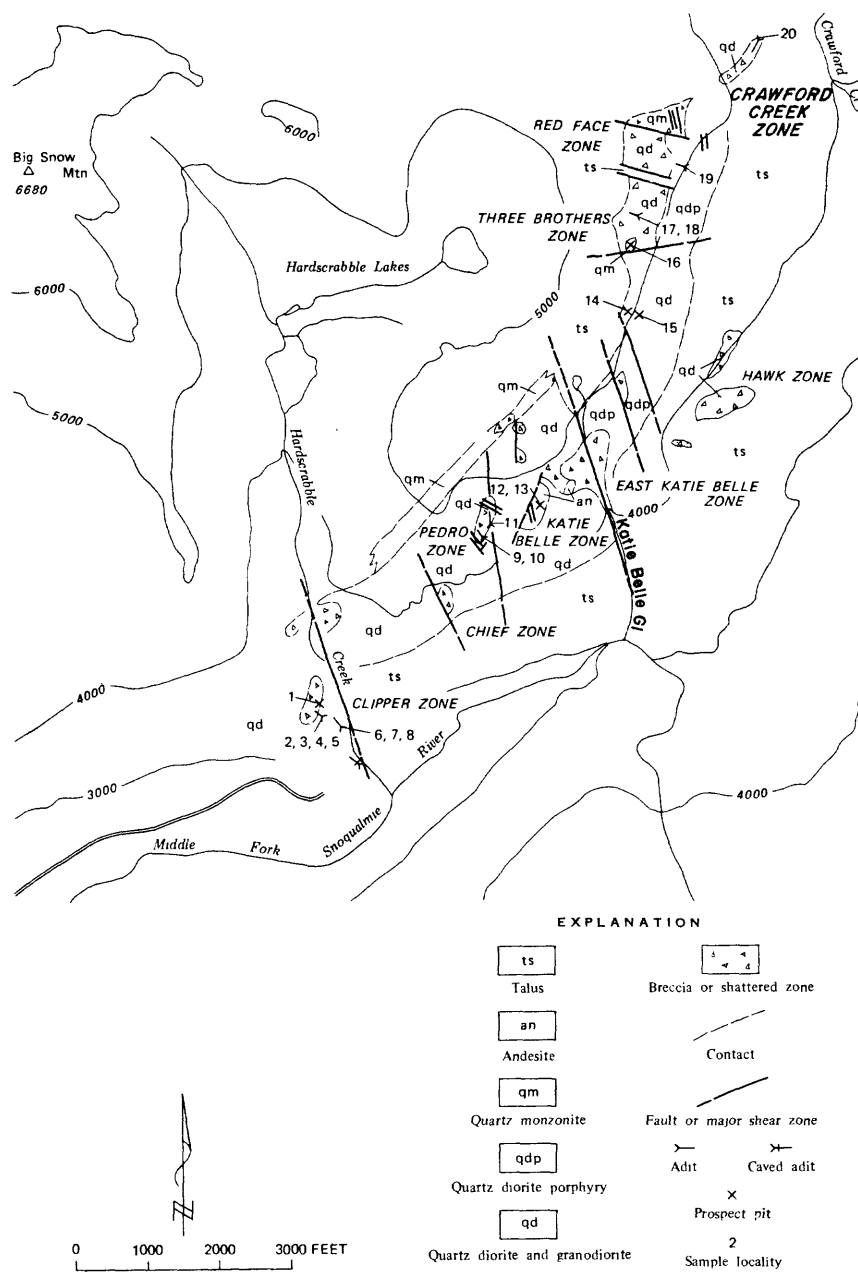 20
qd
Crawford
Cr
CRAWFORD
CREEK
ZONE
6000
qm
RED FACE
ZONE
qd
Big Snow
Mtn
6680
ts
19
ts
qd
qdp
THREE BROTHERS
ZONE
17, 18
16
qm
Hardscrabble Lakes
6000
5000
14
qd
ts
ts
15
qd
HAWK ZONE
qm
5000
qd
qdp
qdp
ts
Hardscrabble
qm
EAST KATIE BELLE
ZONE
12, 13
an
4000
qd
11
KATIE
BELLE ZONE
PEDRO
ZONE
9, 10
qd
qd
Katie Belle Gl
ts
CHIEF ZONE
qd
Creek
ts
4000
1
CLIPPER ZONE
qd
2, 3, 4, 5
6, 7, 8
River
3000
4000
Snoqualmie
Middle Fork
EXPLANATION
ts
Talus
Breccia or shattered zone
an
Andesite
Contact
qm
Quartz monzonite
Fault or major shear zone
qdp
Quartz diorite porphyry
Adit
Caved adit
Prospect pit
qd
Quartz diorite and granodiorite
2
Sample locality
N
0 1000 2000 3000 FEET